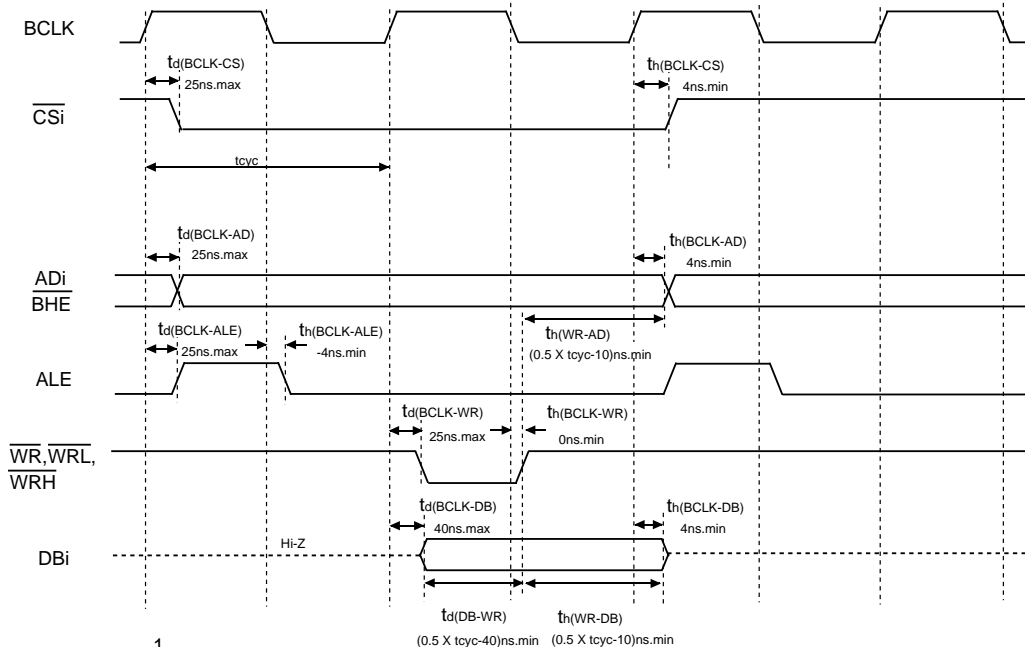 BCLK
td(BCLK-CS)
25ns.max
th(BCLK-CS)
4ns.min
CSi
tcyc
td(BCLK-AD)
25ns.max
th(BCLK-AD)
4ns.min
ADi
BHE
td(BCLK-ALE)
25ns.max
th(BCLK-ALE)
-4ns.min
th(WR-AD)
(0.5 X tcyc-10)ns.min
ALE
td(BCLK-WR)
25ns.max
th(BCLK-WR)
0ns.min
WR,WRL,
WRH
td(BCLK-DB)
40ns.max
th(BCLK-DB)
4ns.min
Hi-Z
DBi
td(DB-WR)
(0.5 X tcyc-40)ns.min
th(WR-DB)
(0.5 X tcyc-10)ns.min
1